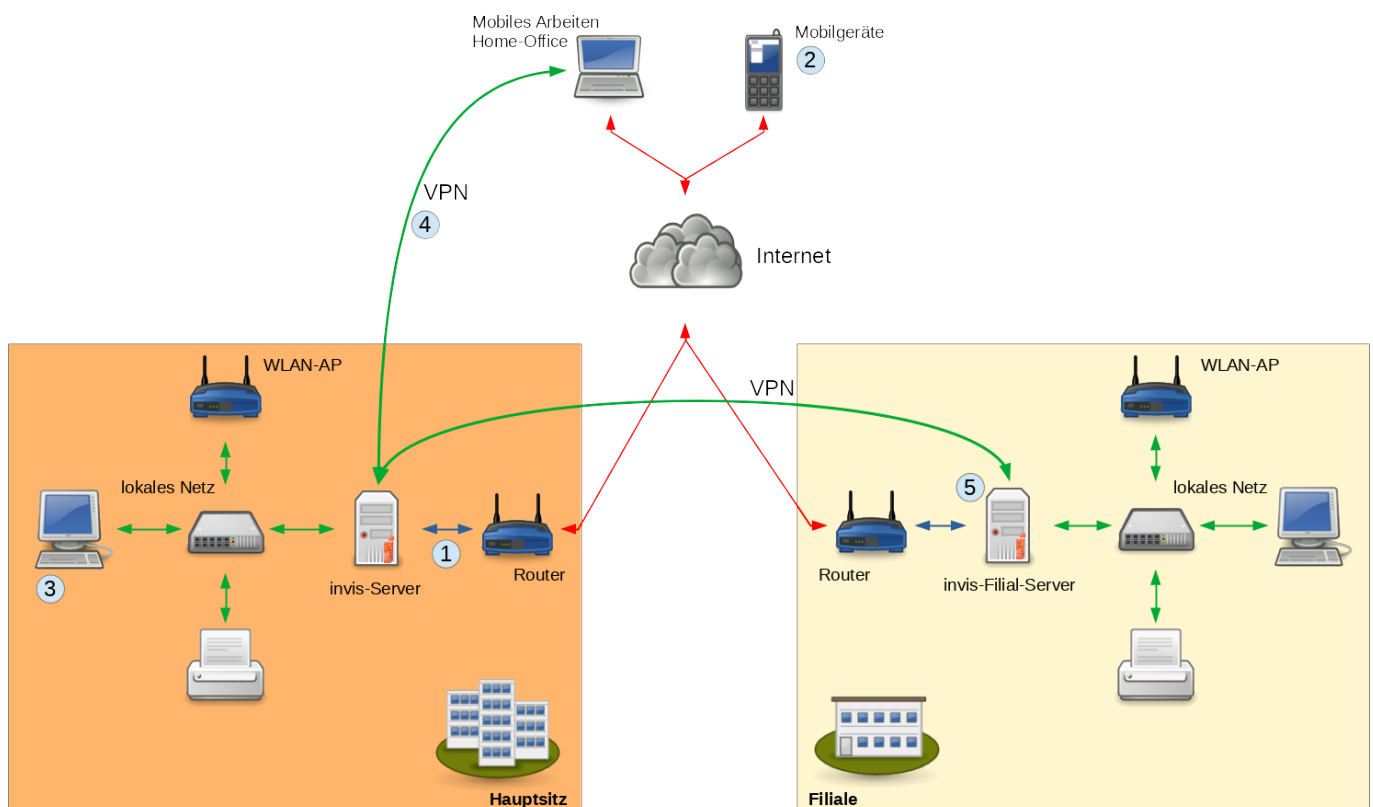 Mobiles Arbeiten
Home-Office
Mobilgeräte
2
VPN
4
Internet
WLAN-AP
lokales Netz
3
invis-Server
1
Router
Hauptsitz
VPN
WLAN-AP
5
lokales Netz
Router
invis-Filial-Server
Filiale